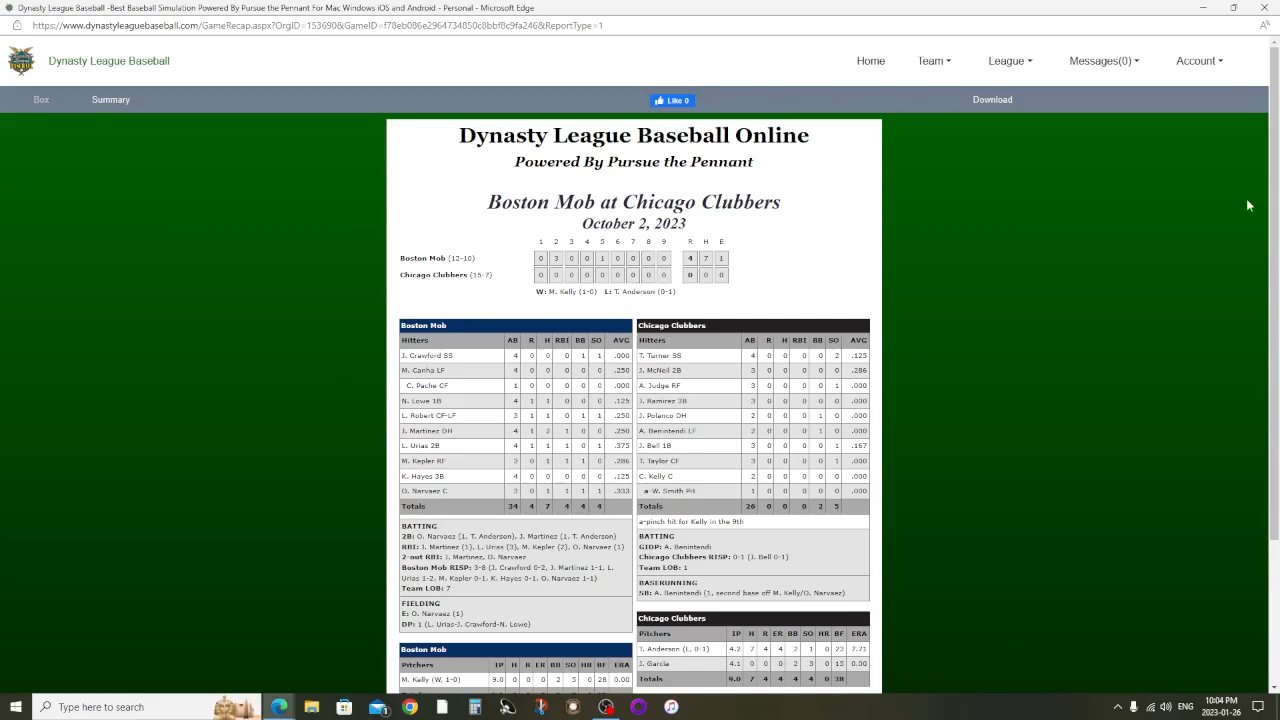 Dynasty League Baseball -Best Baseball Simulation Powered By Pursue the Pennant For Mac Windows iOS and Android - Personal - Microsoft Edge
https://www.dynastyleaguebaseball.com/GameRecap.aspx?OrgID=153690&GameID=f78eb086e2964734850c8bbf8c9fa246&ReportType=1
Dynasty League Baseball Home Team League Messages(0) Account
Box Summary Like 0 Download
Dynasty League Baseball Online
Powered By Pursue the Pennant
Boston Mob at Chicago Clubbers
October 2, 2023
1 2 3 4 5 6 7 8 9 R H E
Boston Mob (12-10) 0 3 0 0 1 0 0 0 0 4 7 1
Chicago Clubbers (15-7) 0 0 0 0 0 0 0 0 0 0 0 0
W: M. Kelly (1-0) L: T. Anderson (0-1)
Boston Mob
Hitters AB R H RBI BB SO AVG
J. Crawford SS 4 0 0 0 1 1 .000
M. Canha LF 4 0 0 0 0 0 .250
C. Pache CF 1 0 0 0 0 0 .000
N. Lowe 1B 4 1 1 0 0 0 .125
L. Robert CF-LF 3 1 1 0 1 1 .250
J. Martinez DH 4 1 2 1 0 0 .250
L. Urias 2B 4 1 1 1 0 1 .375
M. Kepler RF 3 0 1 1 1 0 .286
K. Hayes 3B 4 0 0 0 0 0 .125
O. Narvaez C 3 0 1 1 1 1 .333
Totals 34 4 7 4 4 4
BATTING
2B: O. Narvaez (1, T. Anderson), J. Martinez (1, T. Anderson)
RBI: J. Martinez (1), L. Urias (3), M. Kepler (2), O. Narvaez (1)
2-out RBI: J. Martinez, O. Narvaez
Boston Mob RISP: 3-8 (J. Crawford 0-2, J. Martinez 1-1, L.
Urias 1-2, M. Kepler 0-1, K. Hayes 0-1, O. Narvaez 1-1)
Team LOB: 7
FIELDING
E: O. Narvaez (1)
DP: 1 (L. Urias-J. Crawford-N. Lowe)
Boston Mob
Pitchers IP H R ER BB SO HR BF ERA
M. Kelly (W, 1-0) 9.0 0 0 0 2 5 0 28 0.00
Chicago Clubbers
Hitters AB R H RBI BB SO AVG
T. Turner SS 4 0 0 0 0 2 .125
J. McNeil 2B 3 0 0 0 0 0 .286
A. Judge RF 3 0 0 0 0 1 .000
J. Ramirez 3B 3 0 0 0 0 0 .000
J. Polanco DH 2 0 0 0 1 0 .000
A. Benintendi LF 2 0 0 0 1 0 .000
J. Bell 1B 3 0 0 0 0 1 .167
T. Taylor CF 3 0 0 0 0 1 .000
C. Kelly C 2 0 0 0 0 0 .000
a-W. Smith PH 1 0 0 0 0 0 .000
Totals 26 0 0 0 2 5
a-pinch hit for Kelly in the 9th
BATTING
GIDP: A. Benintendi
Chicago Clubbers RISP: 0-1 (J. Bell 0-1)
Team LOB: 1
BASERUNNING
SB: A. Benintendi (1, second base off M. Kelly/O. Narvaez)
Chicago Clubbers
Pitchers IP H R ER BB SO HR BF ERA
T. Anderson (L, 0-1) 4.2 7 4 4 2 1 0 23 7.71
J. Garcia 4.1 0 0 0 2 3 0 15 0.00
Totals 9.0 7 4 4 4 4 0 38
Type here to search
ENG
10:04 PM
2023-01-26